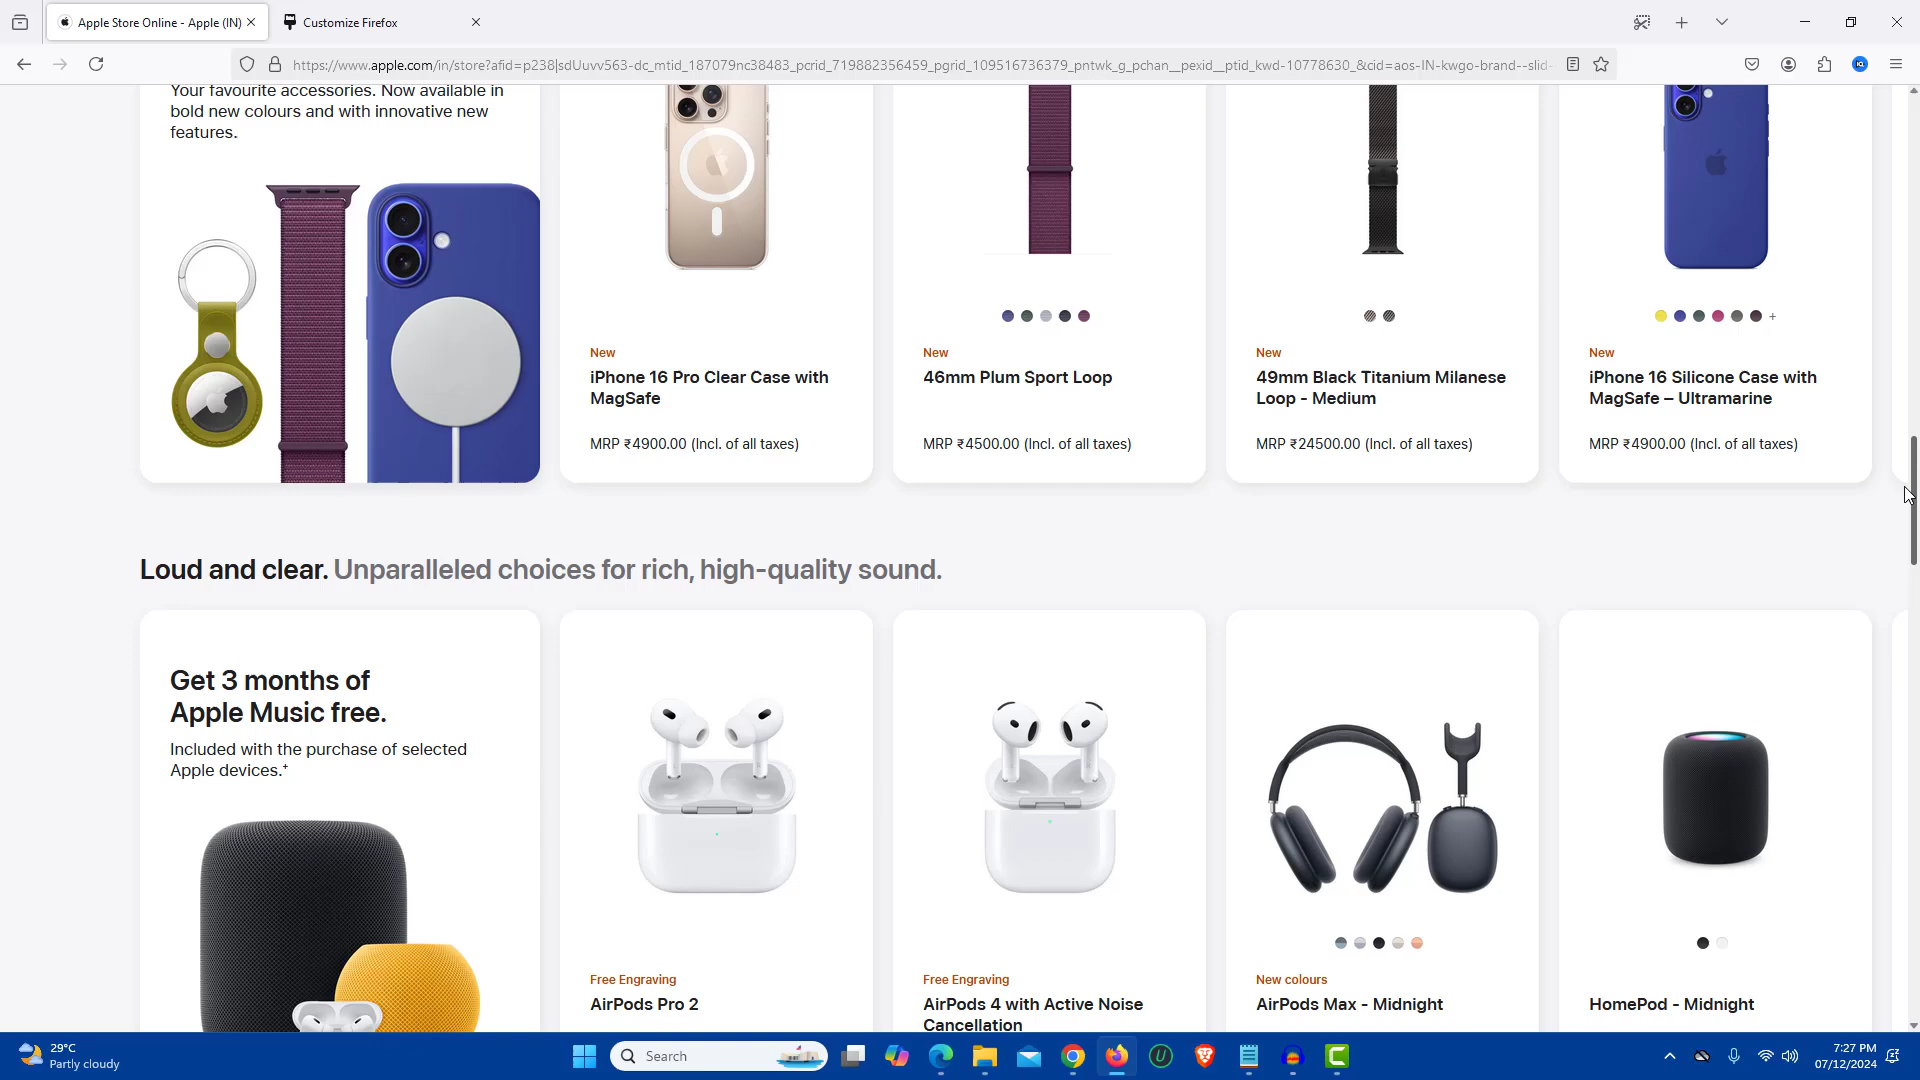 Apple Store Online - Apple (IN)
Customize Firefox
https://www.apple.com/in/store?afid=p238|sdUuvv563-dc_mtid_187079nc38483_pcrid_719882356459_pgrid_109516736379_pntwk_g_pchan__pexid__ptid_kwd-10778630_&cid=aos-IN-kwgo-brand--slid-
Your favourite accessories. Now available in
bold new colours and with innovative new
features.
New
iPhone 16 Pro Clear Case with
MagSafe
MRP ₹4900.00 (Incl. of all taxes)
New
46mm Plum Sport Loop
MRP ₹4500.00 (Incl. of all taxes)
New
49mm Black Titanium Milanese
Loop - Medium
MRP ₹24500.00 (Incl. of all taxes)
+
New
iPhone 16 Silicone Case with
MagSafe – Ultramarine
MRP ₹4900.00 (Incl. of all taxes)
Loud and clear. Unparalleled choices for rich, high-quality sound.
Get 3 months of
Apple Music free.
Included with the purchase of selected
Apple devices.⁺
Free Engraving
AirPods Pro 2
Free Engraving
AirPods 4 with Active Noise
Cancellation
New colours
AirPods Max - Midnight
HomePod - Midnight
29°C
Partly cloudy
Search
7:27 PM
07/12/2024